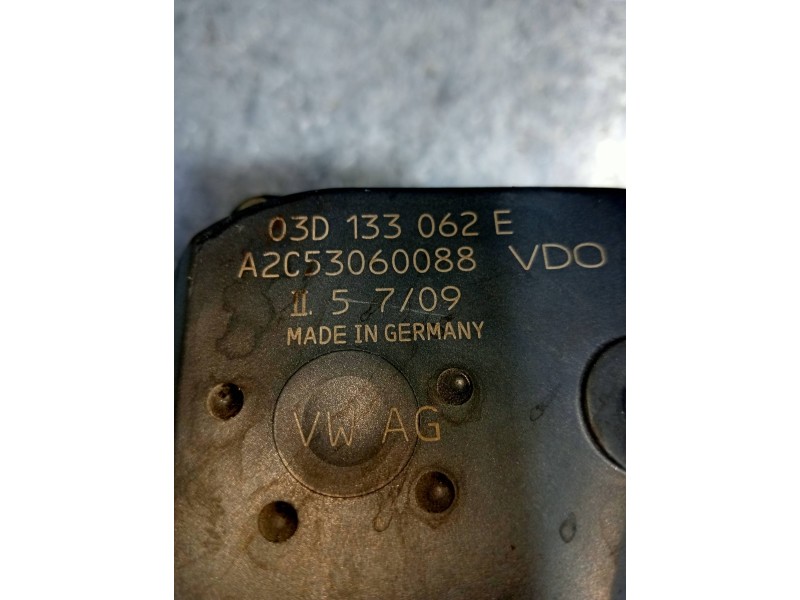 03D 133 062 E
A2C53060088 VDO
II. 5 7/09
MADE IN GERMANY
VW AG